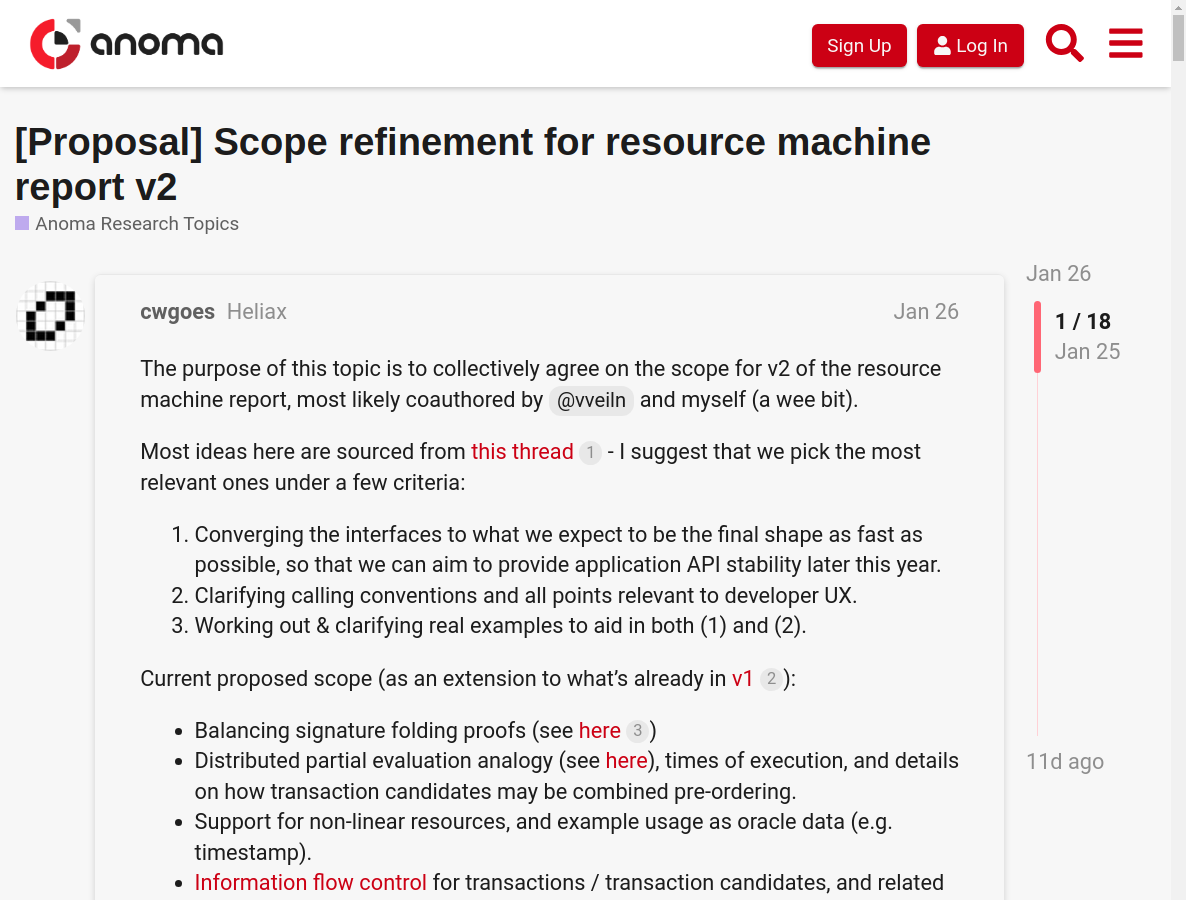 anoma
Sign Up
Log In
[Proposal] Scope refinement for resource machine
report v2
Anoma Research Topics
Jan 26
cwgoes Heliax Jan 26
1 / 18
Jan 25
The purpose of this topic is to collectively agree on the scope for v2 of the resource
machine report, most likely coauthored by @vveiln and myself (a wee bit).
Most ideas here are sourced from this thread 1 - I suggest that we pick the most
relevant ones under a few criteria:
1. Converging the interfaces to what we expect to be the final shape as fast as
possible, so that we can aim to provide application API stability later this year.
2. Clarifying calling conventions and all points relevant to developer UX.
3. Working out & clarifying real examples to aid in both (1) and (2).
Current proposed scope (as an extension to what’s already in v1 2 ):
• Balancing signature folding proofs (see here 3 )
• Distributed partial evaluation analogy (see here), times of execution, and details
on how transaction candidates may be combined pre-ordering.
• Support for non-linear resources, and example usage as oracle data (e.g.
timestamp).
• Information flow control for transactions / transaction candidates, and related
11d ago